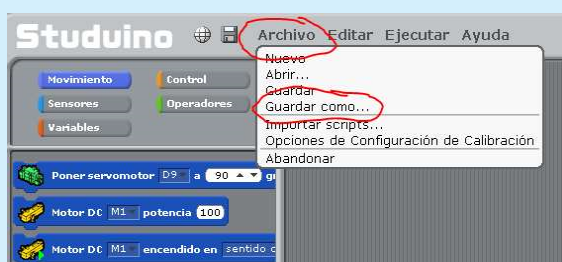 Studuino Archivo Editar Ejecutar Ayuda
Nuevo
Abrir...
Guardar
Guardar como...
Importar scripts...
Opciones de Configuración de Calibración
Abandonar
Movimiento Control
Sensores Operadores
Variables
Poner servomotor D9 a 90
Motor DC M1 potencia 100
Motor DC M1 encendido en sentido